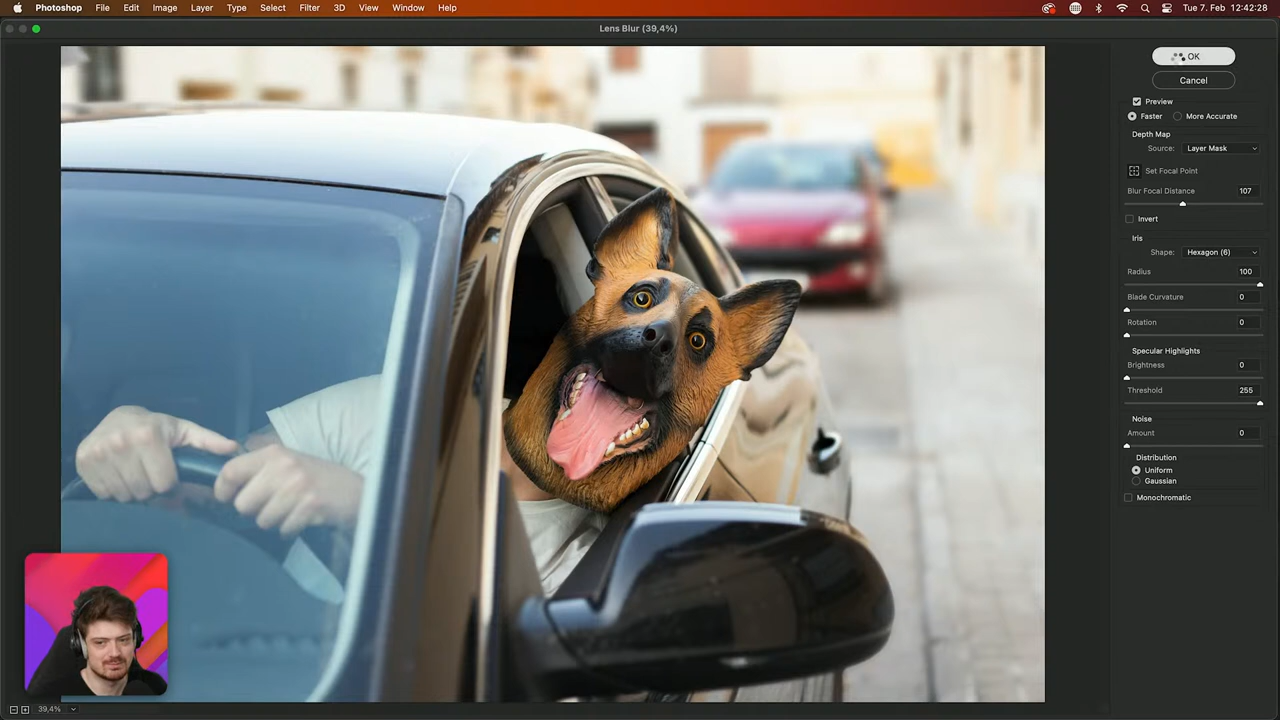 Photoshop File Edit Image Layer Type Select Filter 3D View Window Help Tue 7. Feb 12:42:28
Lens Blur (39,4%)
OK
Cancel
Preview
Faster More Accurate
Depth Map
Source: Layer Mask
Set Focal Point
Blur Focal Distance 107
Invert
Iris
Shape: Hexagon (6)
Radius 100
Blade Curvature 0
Rotation 0
Specular Highlights
Brightness 0
Threshold 255
Noise
Amount 0
Distribution
Uniform
Gaussian
Monochromatic
39,4%